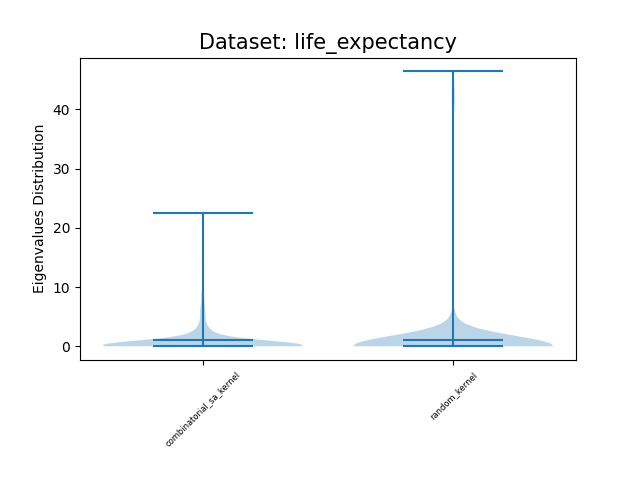 Dataset: life_expectancy
Eigenvalues Distribution
40
30
20
10
0
combinatorial_sa_kernel
random_kernel